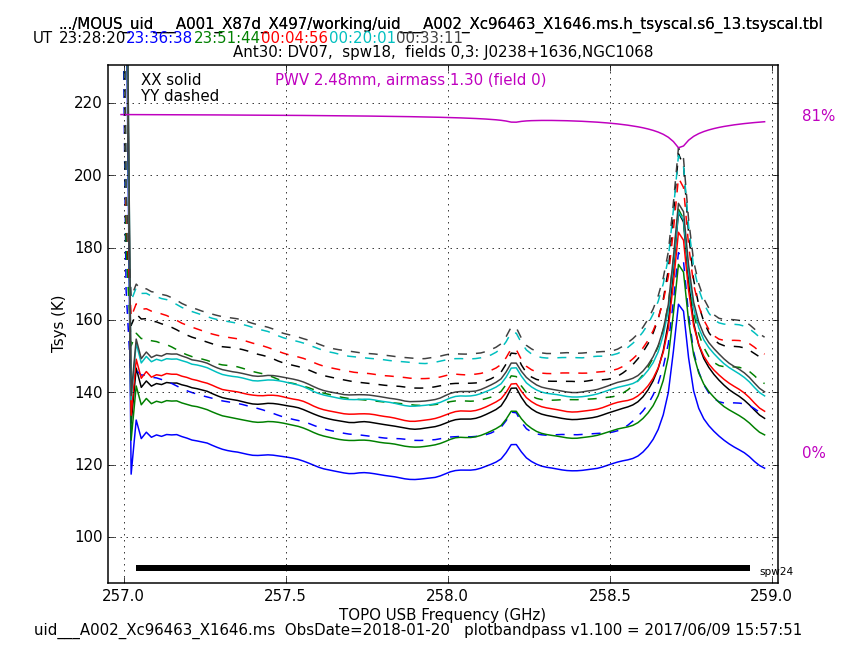 .../MOUS_uid___A001_X87d_X497/working/uid___A002_Xc96463_X1646.ms.h_tsyscal.s6_13.tsyscal.tbl
UT 23:28:20 23:36:38 23:51:44 00:04:56 00:20:01 00:33:11
Ant30: DV07, spw18, fields 0,3: J0238+1636,NGC1068
XX solid PWV 2.48mm, airmass 1.30 (field 0)
YY dashed
81%
0%
Tsys (K)
220
200
180
160
140
120
100
spw24
257.0 257.5 258.0 258.5 259.0
TOPO USB Frequency (GHz)
uid___A002_Xc96463_X1646.ms ObsDate=2018-01-20 plotbandpass v1.100 = 2017/06/09 15:57:51